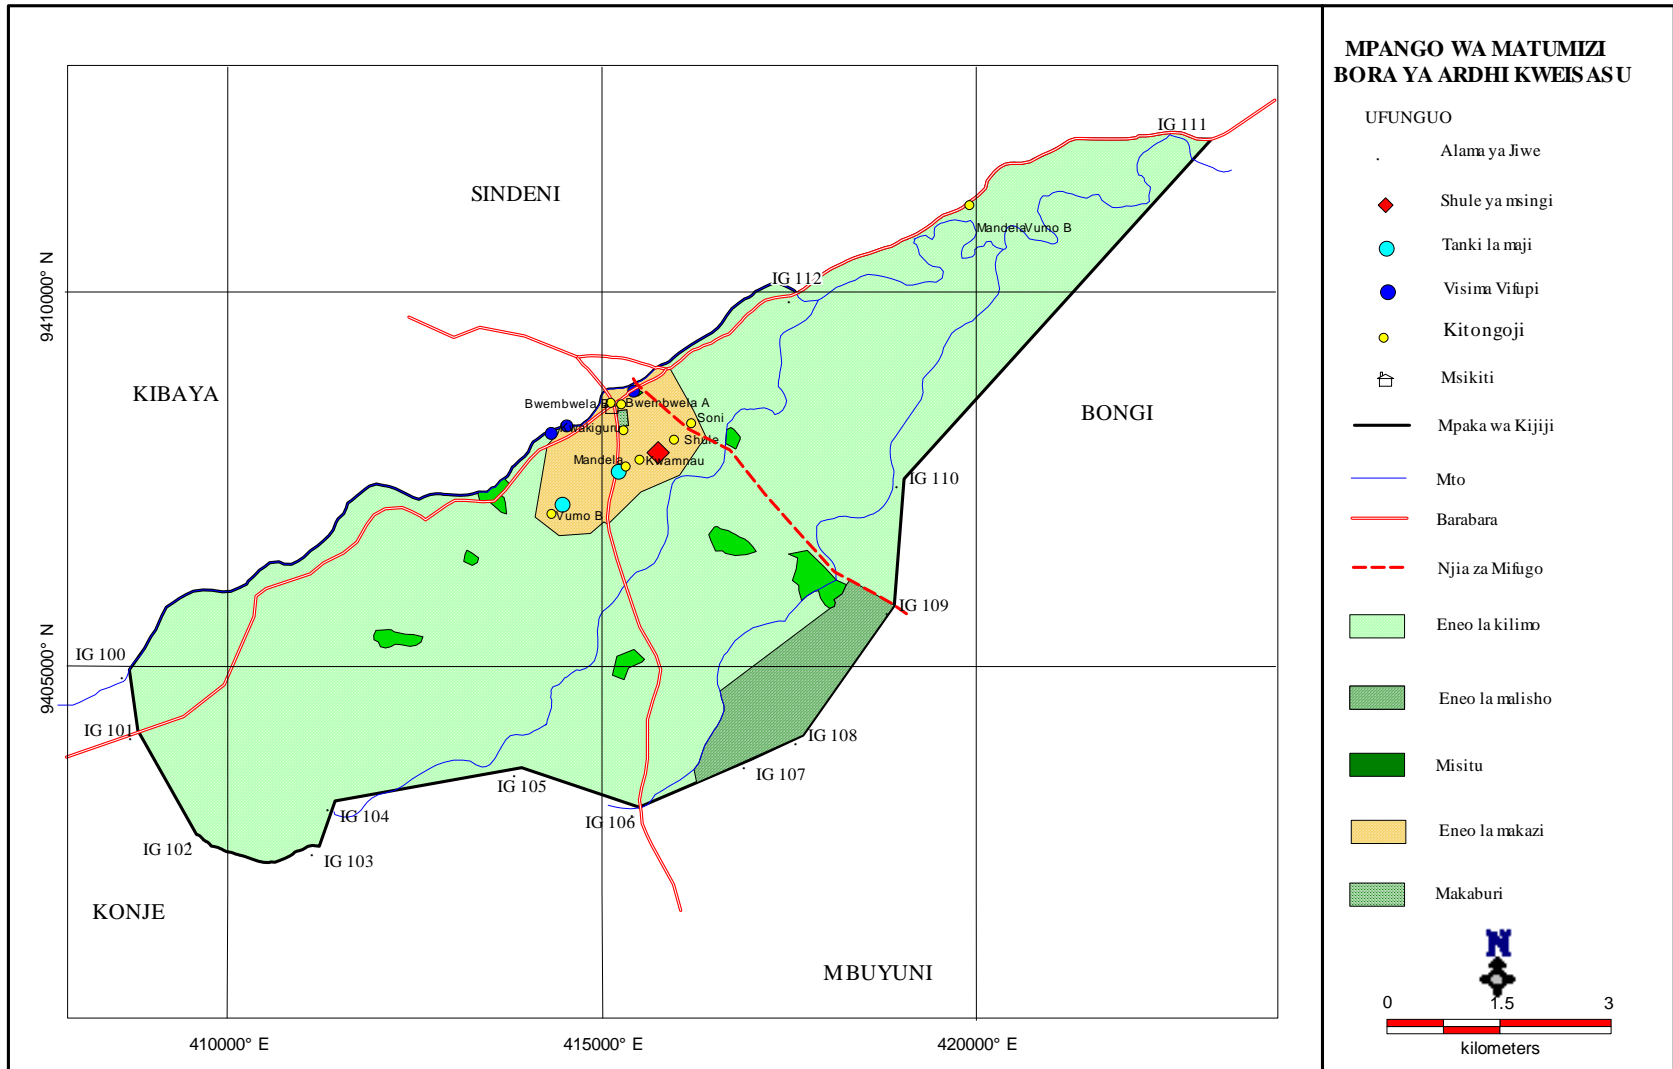 MPANGO WA MATUMIZI
BORA YA ARDHI KWEISASU
UFUNGUO
Alama ya Jiwe
Shule ya msingi
Tanki la maji
Visima Vifupi
Kitongoji
Msikiti
Mpaka wa Kijiji
Mto
Barabara
Njia za Mifugo
Eneo la kilimo
Eneo la malisho
Misitu
Eneo la makazi
Makaburi
N
0 1.5 3
kilometers
IG 111
SINDENI
MandelaVumo B
IG 112
9410000° N
KIBAYA
Bwembwela
Bwembwela A
BONGI
Soni
Kwakiguru
Shule
Mandela
Kwamnau
IG 110
Vumo B
IG 109
IG 100
9405000° N
IG 101
IG 108
IG 107
IG 105
IG 104
IG 106
IG 102
IG 103
KONJE
MBUYUNI
410000° E
415000° E
420000° E